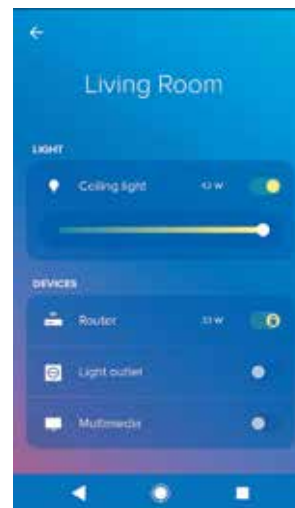 Living Room
LIGHT
Ceiling light
DEVICES
Router
Light outlet
Multimedia